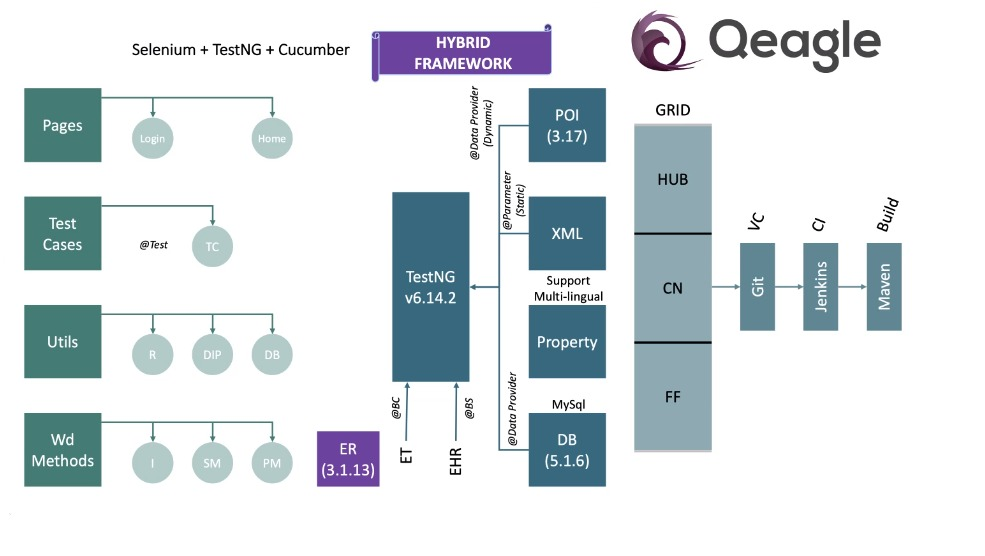 Selenium + TestNG + Cucumber
HYBRID
FRAMEWORK
Qeagle
Pages
Login
Home
Test
Cases
@Test
TC
Utils
R
DIP
DB
Wd
Methods
I
SM
PM
ER
(3.1.13)
TestNG
v6.14.2
@BC
ET
@BS
EHR
@Data Provider
(Dynamic)
@Parameter
(Static)
@Data Provider
POI
(3.17)
XML
Support
Multi-lingual
Property
MySql
DB
(5.1.6)
GRID
HUB
CN
FF
VC
Git
CI
Jenkins
Build
Maven